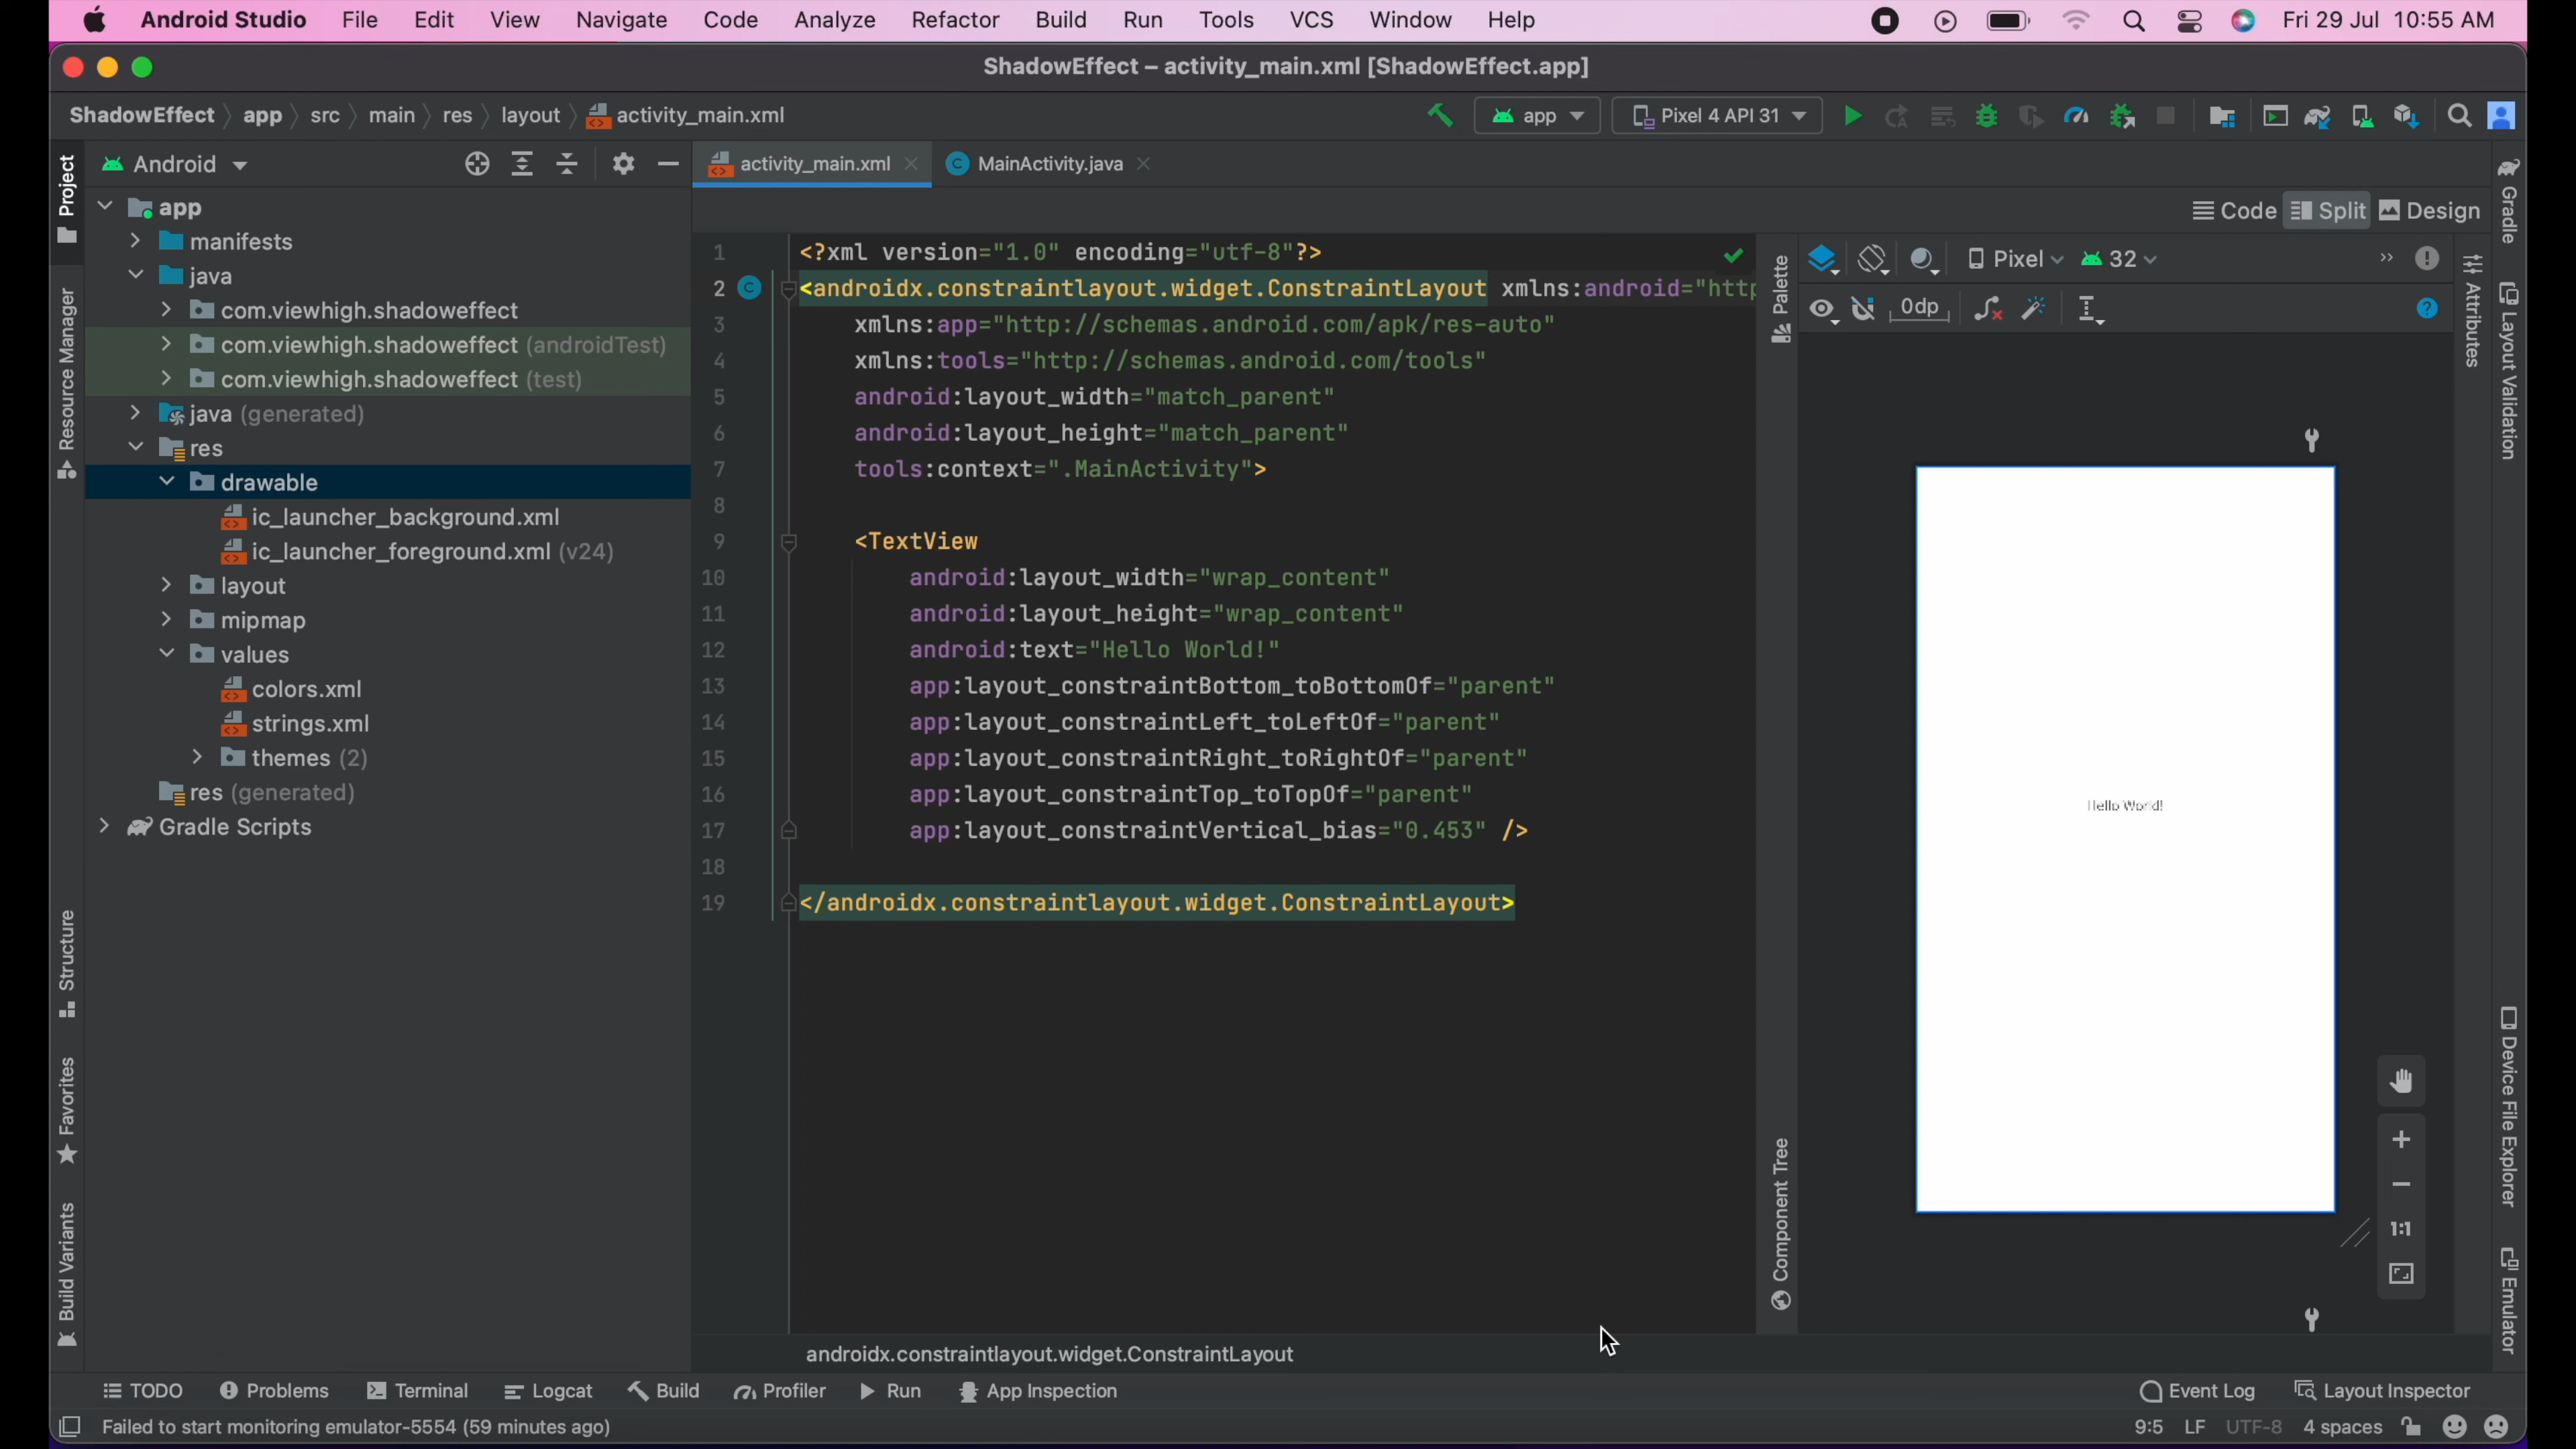 Android Studio File Edit View Navigate Code Analyze Refactor Build Run Tools VCS Window Help Fri 29 Jul 10:55 AM
ShadowEffect – activity_main.xml [ShadowEffect.app]
ShadowEffect app src main res layout activity_main.xml app Pixel 4 API 31
Project
Resource Manager
Structure
Favorites
Build Variants
Android
app
manifests
java
com.viewhigh.shadoweffect
com.viewhigh.shadoweffect (androidTest)
com.viewhigh.shadoweffect (test)
java (generated)
res
drawable
ic_launcher_background.xml
ic_launcher_foreground.xml (v24)
layout
mipmap
values
colors.xml
strings.xml
themes (2)
res (generated)
Gradle Scripts
activity_main.xml MainActivity.java
Code Split Design
1 <?xml version="1.0" encoding="utf-8"?>
2 <androidx.constraintlayout.widget.ConstraintLayout xmlns:android="http
3 xmlns:app="http://schemas.android.com/apk/res-auto"
4 xmlns:tools="http://schemas.android.com/tools"
5 android:layout_width="match_parent"
6 android:layout_height="match_parent"
7 tools:context=".MainActivity">
8
9 <TextView
10 android:layout_width="wrap_content"
11 android:layout_height="wrap_content"
12 android:text="Hello World!"
13 app:layout_constraintBottom_toBottomOf="parent"
14 app:layout_constraintLeft_toLeftOf="parent"
15 app:layout_constraintRight_toRightOf="parent"
16 app:layout_constraintTop_toTopOf="parent"
17 app:layout_constraintVertical_bias="0.453" />
18
19 </androidx.constraintlayout.widget.ConstraintLayout>
androidx.constraintlayout.widget.ConstraintLayout
Palette
Component Tree
Pixel 32
0dp
Hello World!
1:1
Attributes
Gradle
Layout Validation
Device File Explorer
Emulator
TODO Problems Terminal Logcat Build Profiler Run App Inspection Event Log Layout Inspector
Failed to start monitoring emulator-5554 (59 minutes ago) 9:5 LF UTF-8 4 spaces